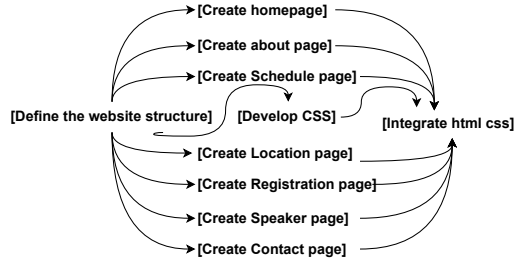 [Create homepage]
[Create about page]
[Create Schedule page]
[Define the website structure]
[Develop CSS]
[Integrate html css]
[Create Location page]
[Create Registration page]
[Create Speaker page]
[Create Contact page]